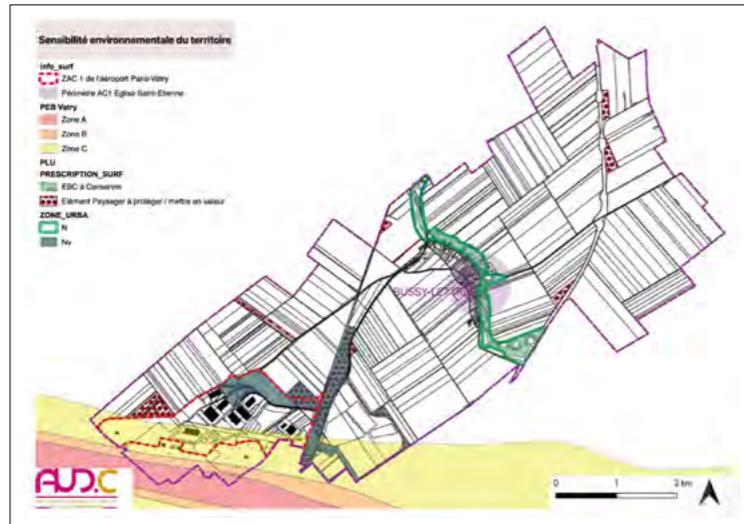 Sensibilité environnementale du territoire
info_surf
ZAC 1 de l'aéroport Paris-Vatry
Périmètre AC1 Eglise Saint-Etienne
PEB Vatry
Zone A
Zone B
Zone C
PLU
PRESCRIPTION_SURF
EBC à Conserver
Elément Paysager à protéger / mettre en valeur
ZONE_URBA
N
Nv
BUSSY-LETTRÉE
AUD.C
0 1 2 km